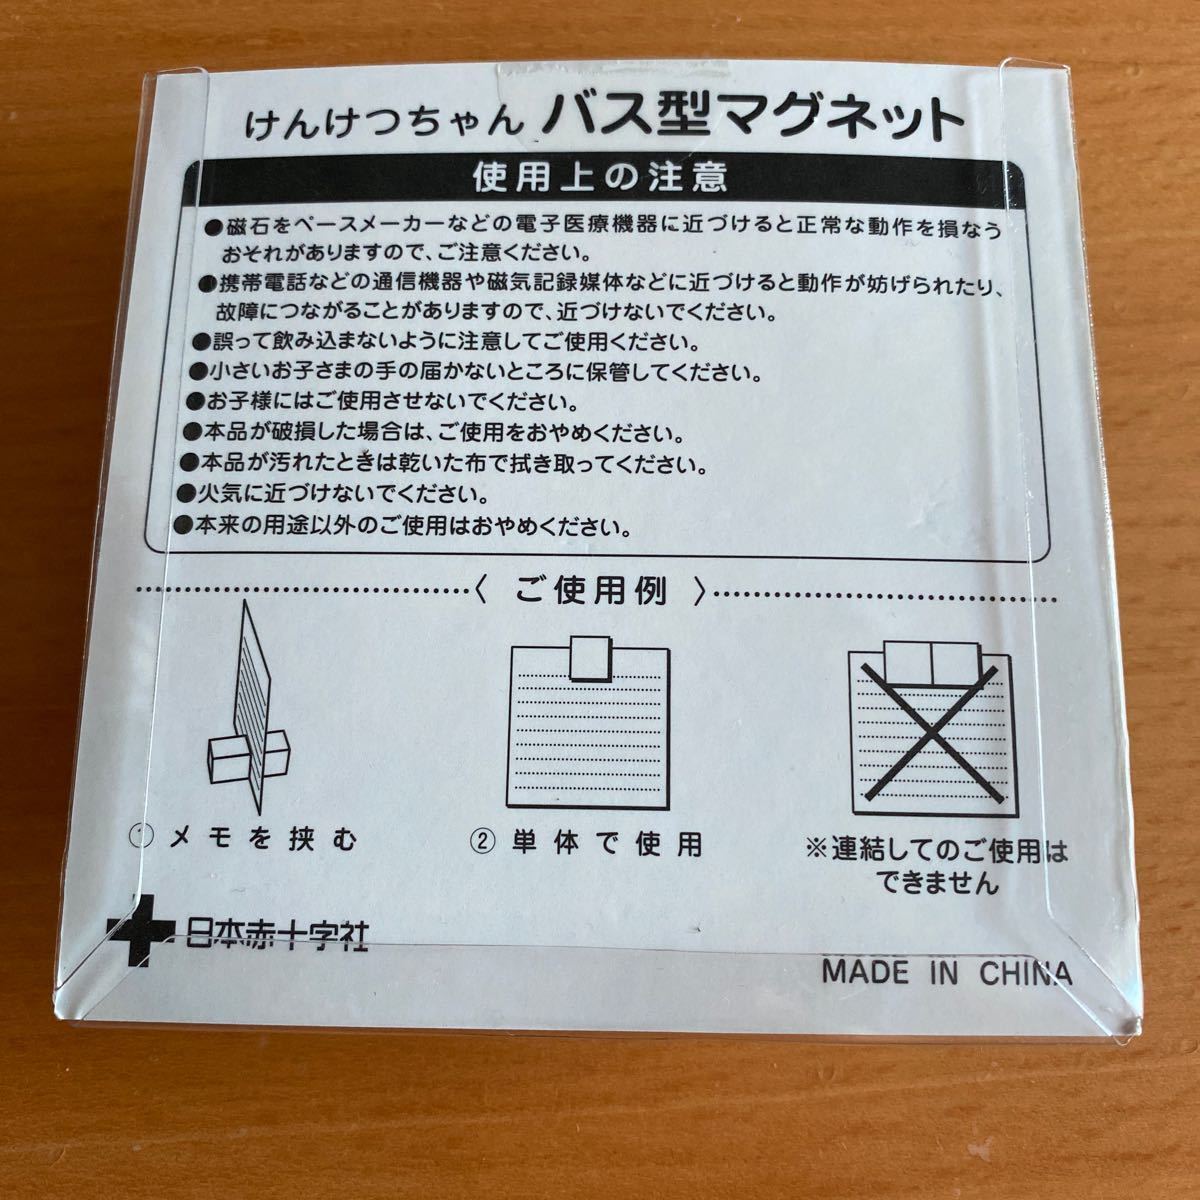 けんけつちゃん バス型マグネット
使用上の注意
●磁石をペースメーカーなどの電子医療機器に近づけると正常な動作を損なう
おそれがありますので、ご注意ください。
●携帯電話などの通信機器や磁気記録媒体などに近づけると動作が妨げられたり、
故障につながることがありますので、近づけないでください。
●誤って飲み込まないように注意してご使用ください。
●小さいお子さまの手の届かないところに保管してください。
●お子様にはご使用させないでください。
●本品が破損した場合は、ご使用をおやめください。
●本品が汚れたときは乾いた布で拭き取ってください。
●火気に近づけないでください。
●本来の用途以外のご使用はおやめください。
〈 ご使用例 〉
① メモを挟む
② 単体で使用
※連結してのご使用は
できません
日本赤十字社
MADE IN CHINA